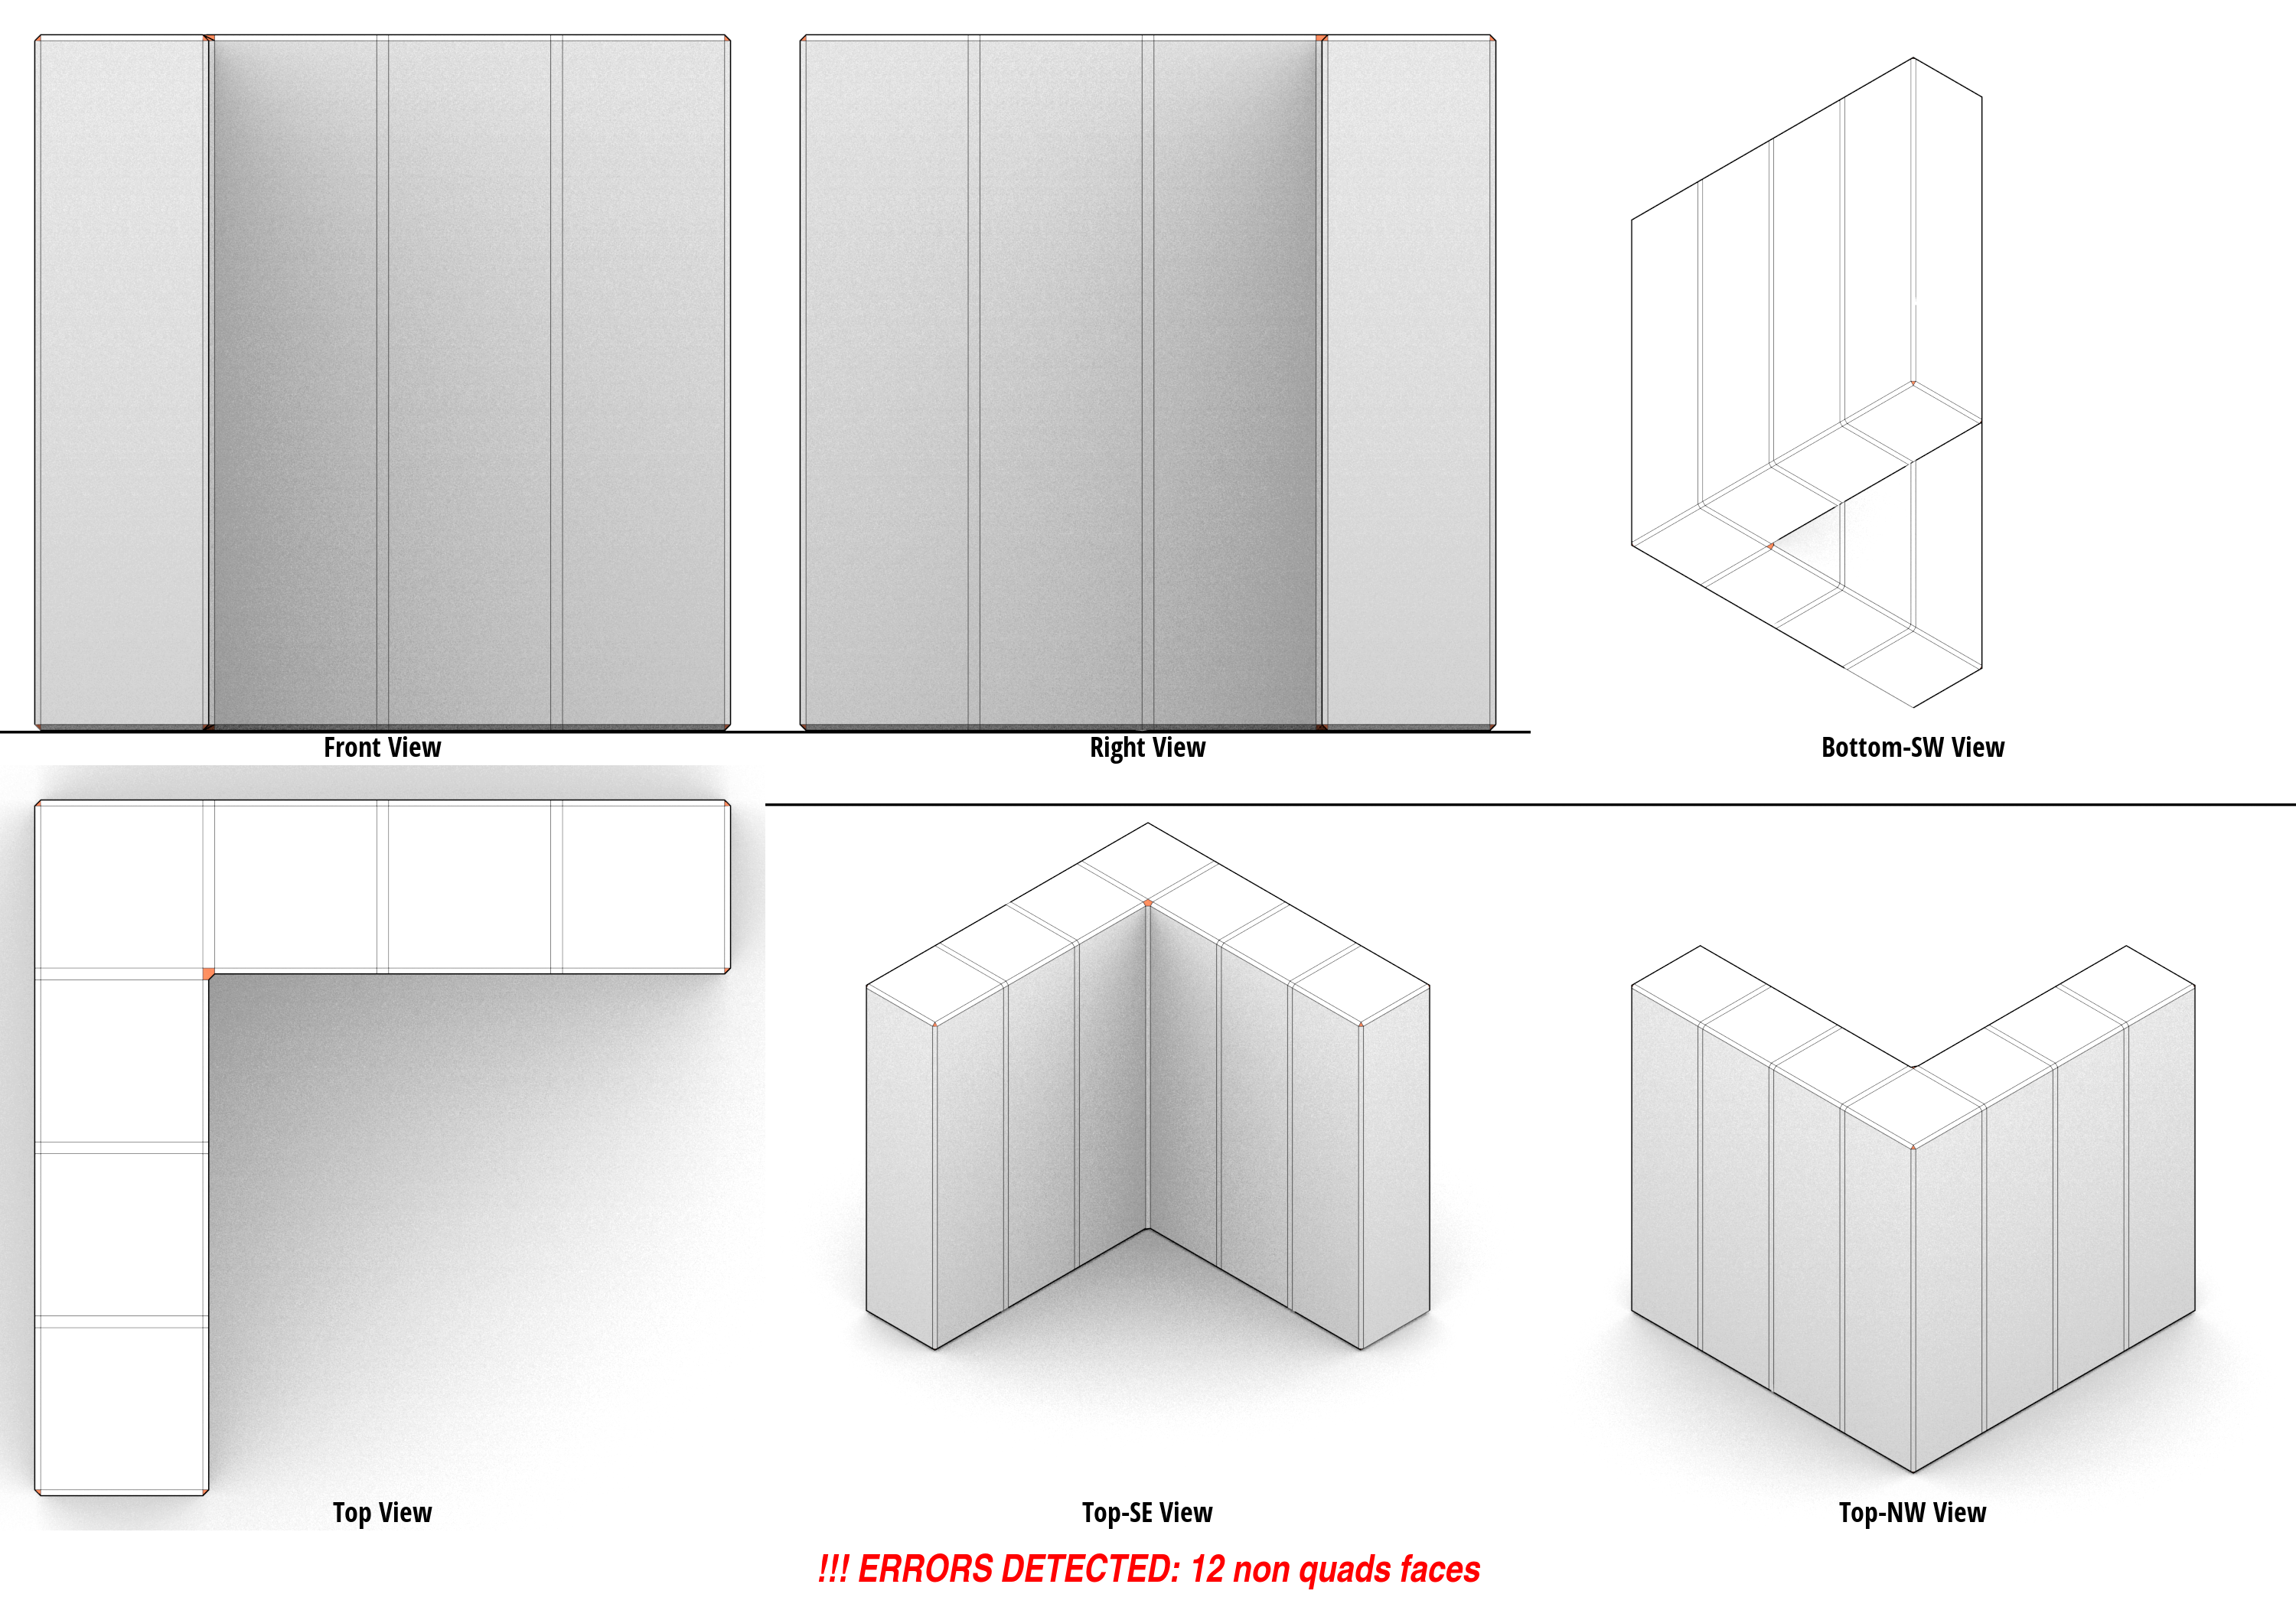 Front View
Right View
Bottom-SW View
Top View
Top-SE View
Top-NW View
!!! ERRORS DETECTED: 12 non quads faces